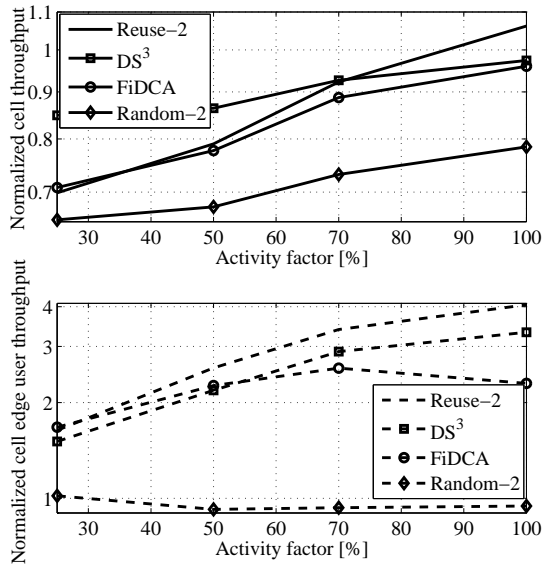 Normalized cell throughput
1.1
1
0.9
0.8
0.7
Reuse−2
DS³
FiDCA
Random−2
30 40 50 60 70 80 90 100
Activity factor [%]
Normalized cell edge user throughput
4
3
2
1
Reuse−2
DS³
FiDCA
Random−2
30 40 50 60 70 80 90 100
Activity factor [%]